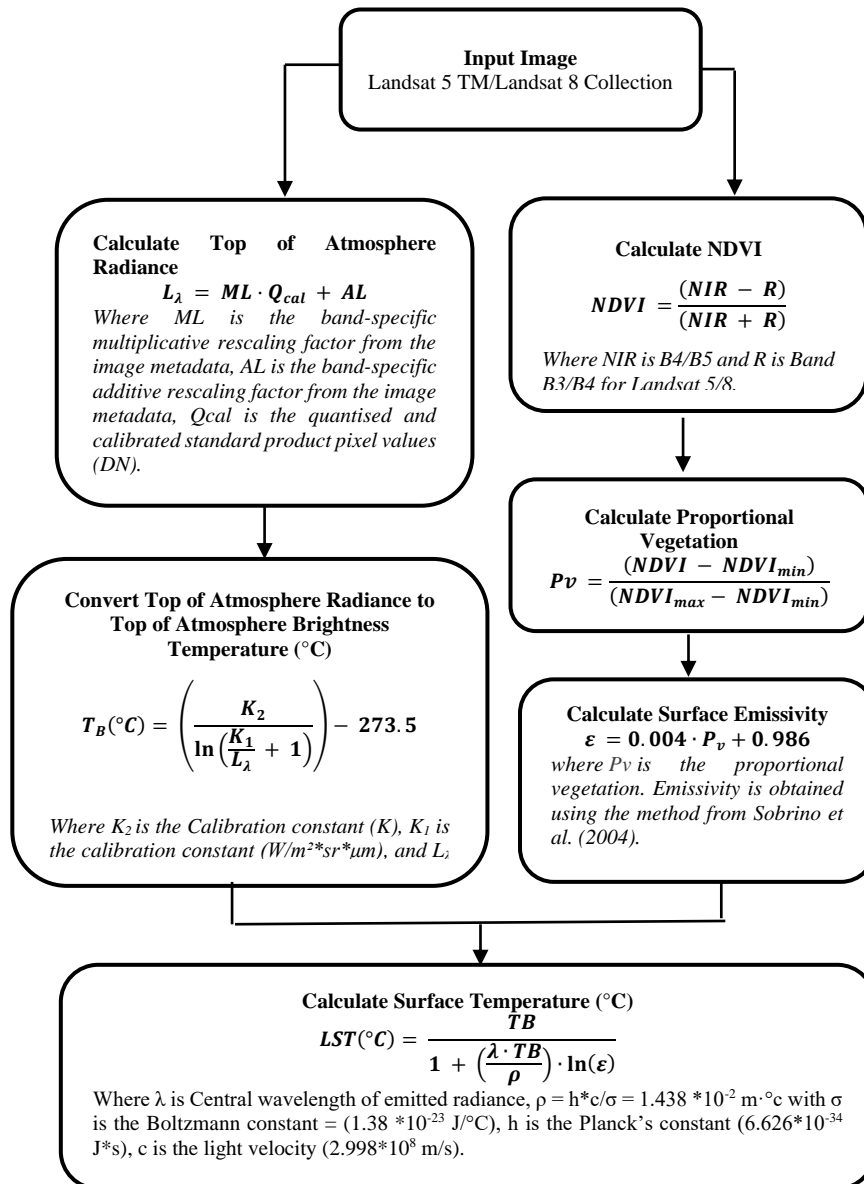 Input Image
Landsat 5 TM/Landsat 8 Collection
Calculate Top of Atmosphere
Radiance
L_λ = ML · Q_cal + AL
Where ML is the band-specific
multiplicative rescaling factor from the
image metadata, AL is the band-specific
additive rescaling factor from the image
metadata, Qcal is the quantised and
calibrated standard product pixel values
(DN).
Convert Top of Atmosphere Radiance to
Top of Atmosphere Brightness
Temperature (°C)
T_B(°C) = (K_2 / ln(K_1/L_λ + 1)) − 273.5
Where K_2 is the Calibration constant (K), K_1 is
the calibration constant (W/m²*sr*μm), and L_λ
Calculate NDVI
NDVI = (NIR − R) / (NIR + R)
Where NIR is B4/B5 and R is Band
B3/B4 for Landsat 5/8.
Calculate Proportional
Vegetation
Pv = (NDVI − NDVI_min) / (NDVI_max − NDVI_min)
Calculate Surface Emissivity
ε = 0.004 · P_v + 0.986
where Pv is the proportional
vegetation. Emissivity is obtained
using the method from Sobrino et
al. (2004).
Calculate Surface Temperature (°C)
LST(°C) = TB / (1 + (λ · TB / ρ) · ln(ε))
Where λ is Central wavelength of emitted radiance, ρ = h*c/σ = 1.438 *10⁻² m·°c with σ
is the Boltzmann constant = (1.38 *10⁻²³ J/°C), h is the Planck’s constant (6.626*10⁻³⁴
J*s), c is the light velocity (2.998*10⁸ m/s).